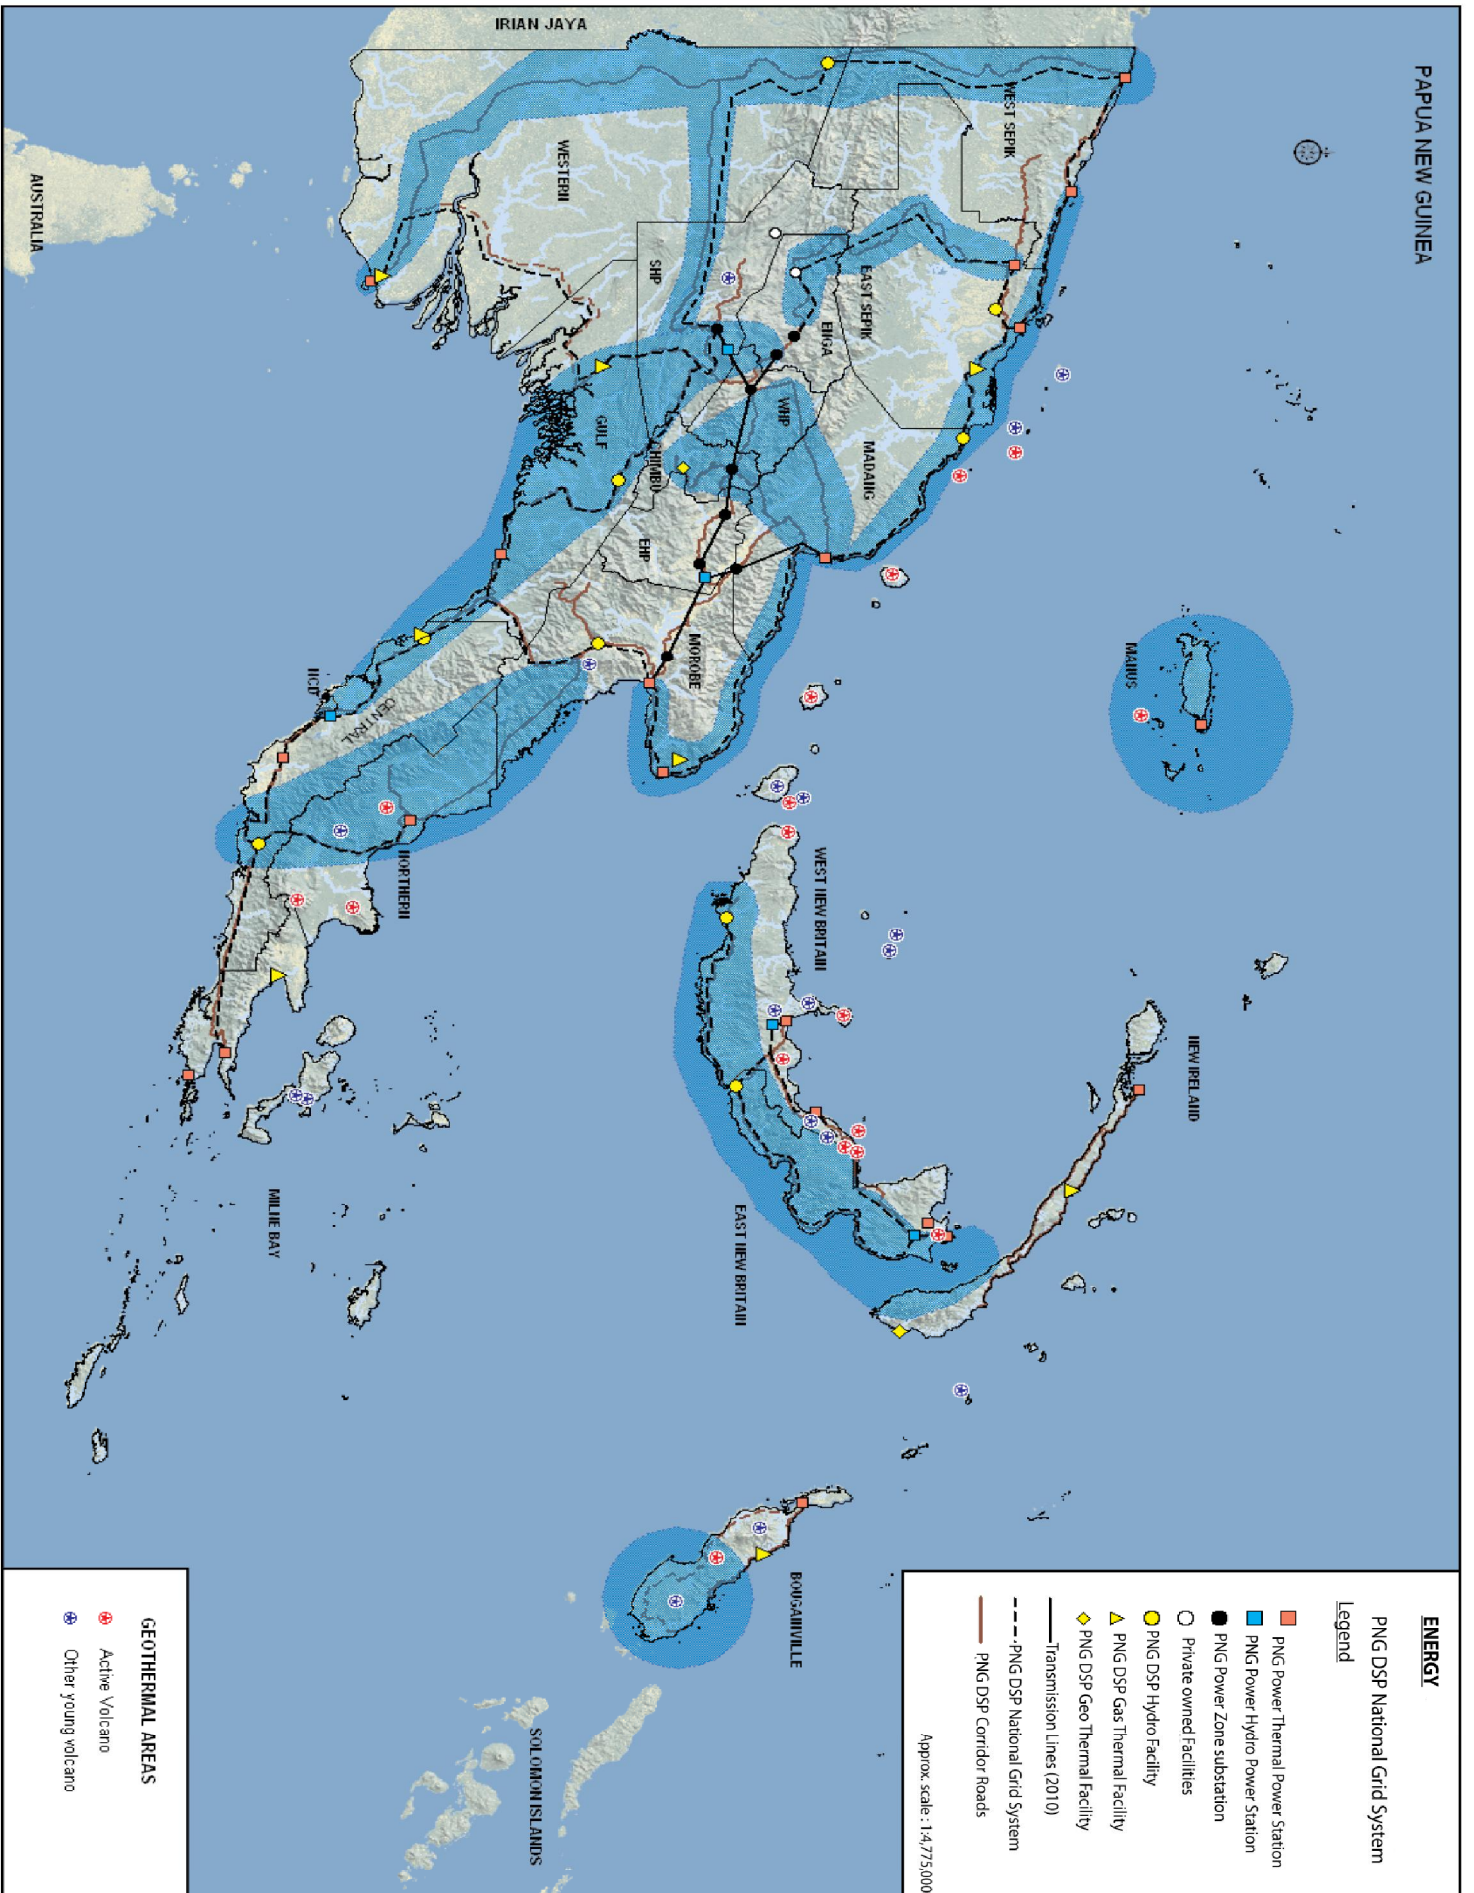 PAPUA NEW GUINEA
IRIAN JAYA
AUSTRALIA
WEST SEPIK
EAST SEPIK
WESTERN
SHP
ENGA
WHP
MADANG
GULF
CHIMBU
EHP
MOROBE
NCD
CENTRAL
NORTHERN
MANUS
WEST NEW BRITAIN
EAST NEW BRITAIN
NEW IRELAND
MILNE BAY
BOUGAINVILLE
SOLOMON ISLANDS
ENERGY
PNG DSP National Grid System
Legend
PNG Power Thermal Power Station
PNG Power Hydro Power Station
PNG Power Zone substation
Private owned Facilities
PNG DSP Hydro Facility
PNG DSP Gas Thermal Facility
PNG DSP Geo Thermal Facility
Transmission Lines (2010)
PNG DSP National Grid System
PNG DSP Corridor Roads
Approx. scale : 1:4,775,000
GEOTHERMAL AREAS
Active Volcano
Other young volcano